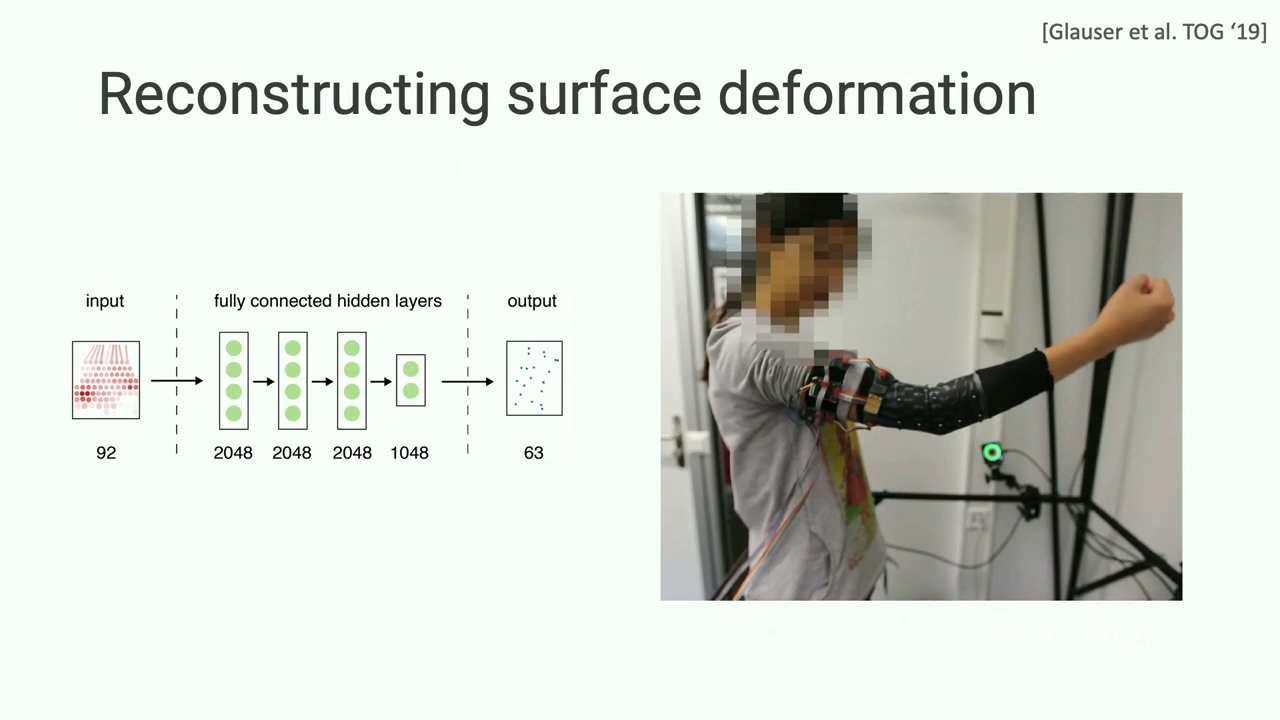 [Glauser et al. TOG ‘19]
Reconstructing surface deformation
input
fully connected hidden layers
output
92
2048
2048
2048
1048
63